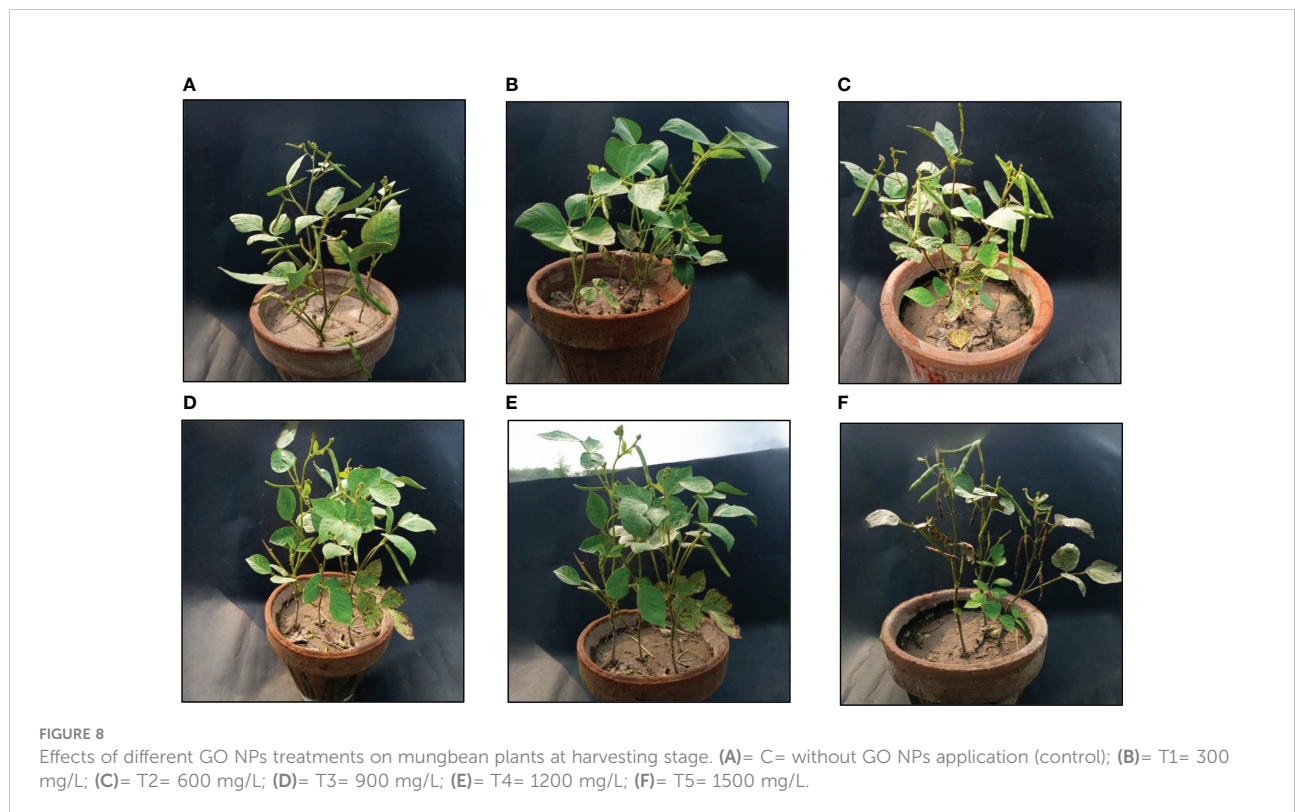 A
B
C
D
E
F
FIGURE 8
Effects of different GO NPs treatments on mungbean plants at harvesting stage. (A)= C= without GO NPs application (control); (B)= T1= 300
mg/L; (C)= T2= 600 mg/L; (D)= T3= 900 mg/L; (E)= T4= 1200 mg/L; (F)= T5= 1500 mg/L.